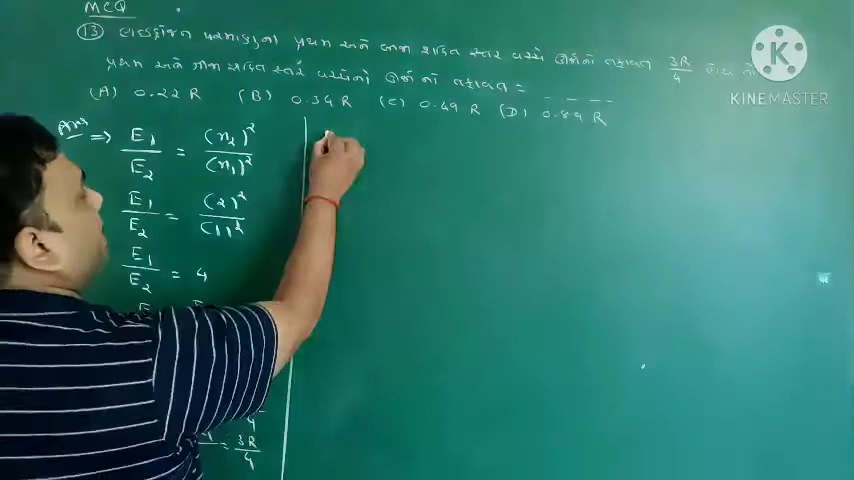 MCQ
(13) હાઇડ્રોજન પરમાણુના પ્રથમ અને બીજા શક્તિ સ્તર વચ્ચે ઊર્જાનો તફાવત 3R/4 હોય તો
પ્રથમ અને ત્રીજા શક્તિ સ્તર વચ્ચેનો ઊર્જાનો તફાવત = - - - -
(A) 0.22 R (B) 0.34 R (C) 0.49 R (D) 0.89 R
Ans => E1/E2 = (n2)^2/(n1)^2
E1/E2 = (2)^2/(1)^2
E1/E2 = 4
= 3R/4
KINEMASTER